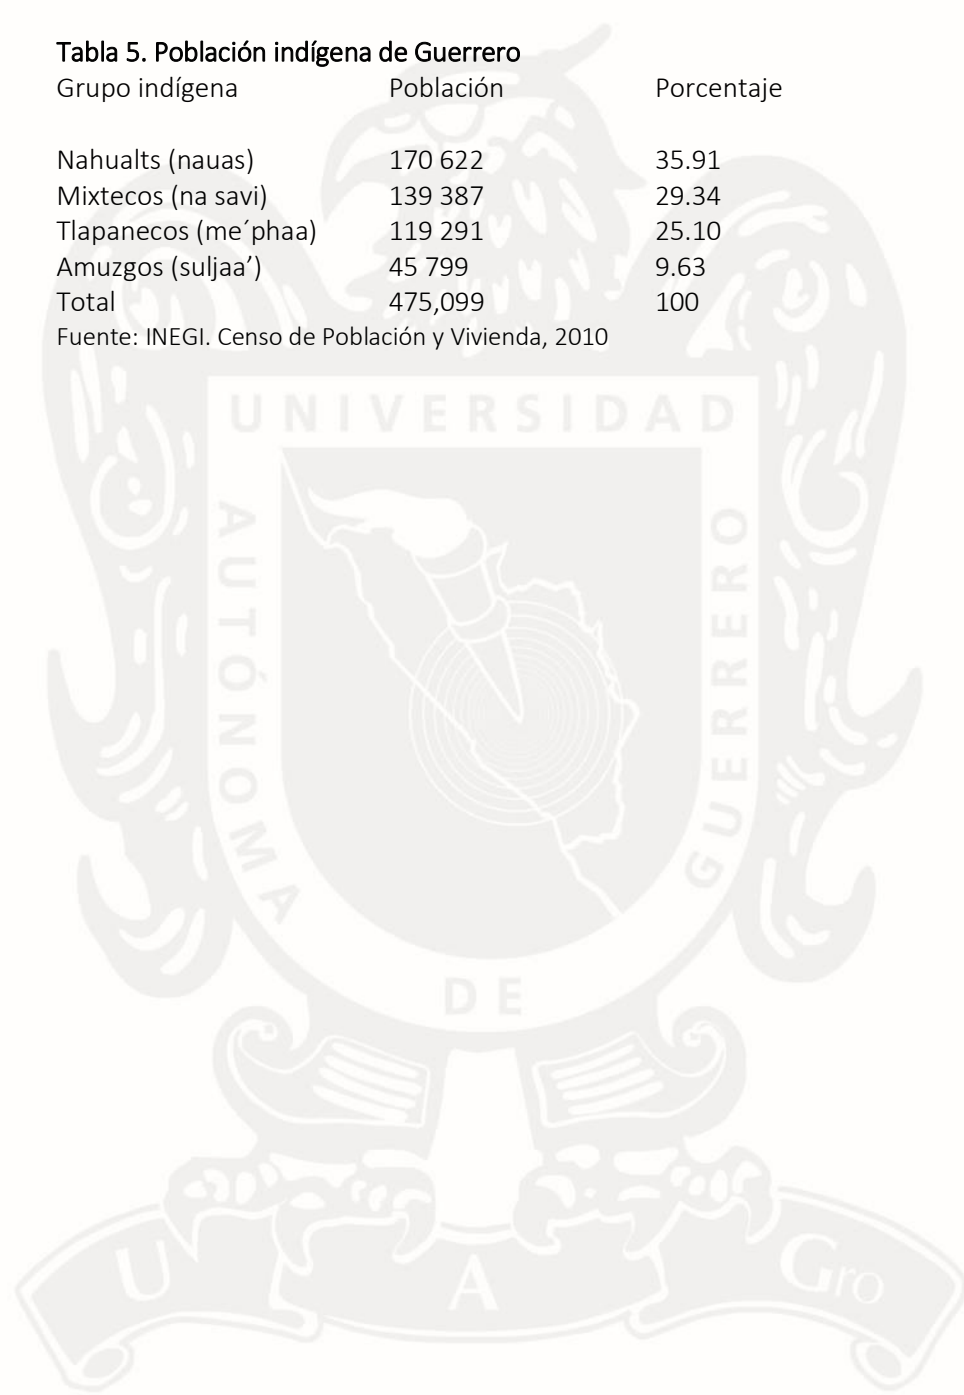 Tabla 5. Población indígena de Guerrero
Grupo indígena Población Porcentaje
Nahualts (nauas) 170 622 35.91
Mixtecos (na savi) 139 387 29.34
Tlapanecos (me´phaa) 119 291 25.10
Amuzgos (suljaa’) 45 799 9.63
Total 475,099 100
Fuente: INEGI. Censo de Población y Vivienda, 2010
UNIVERSIDAD
AUTÓNOMA
DE
GUERRERO
U A Gro